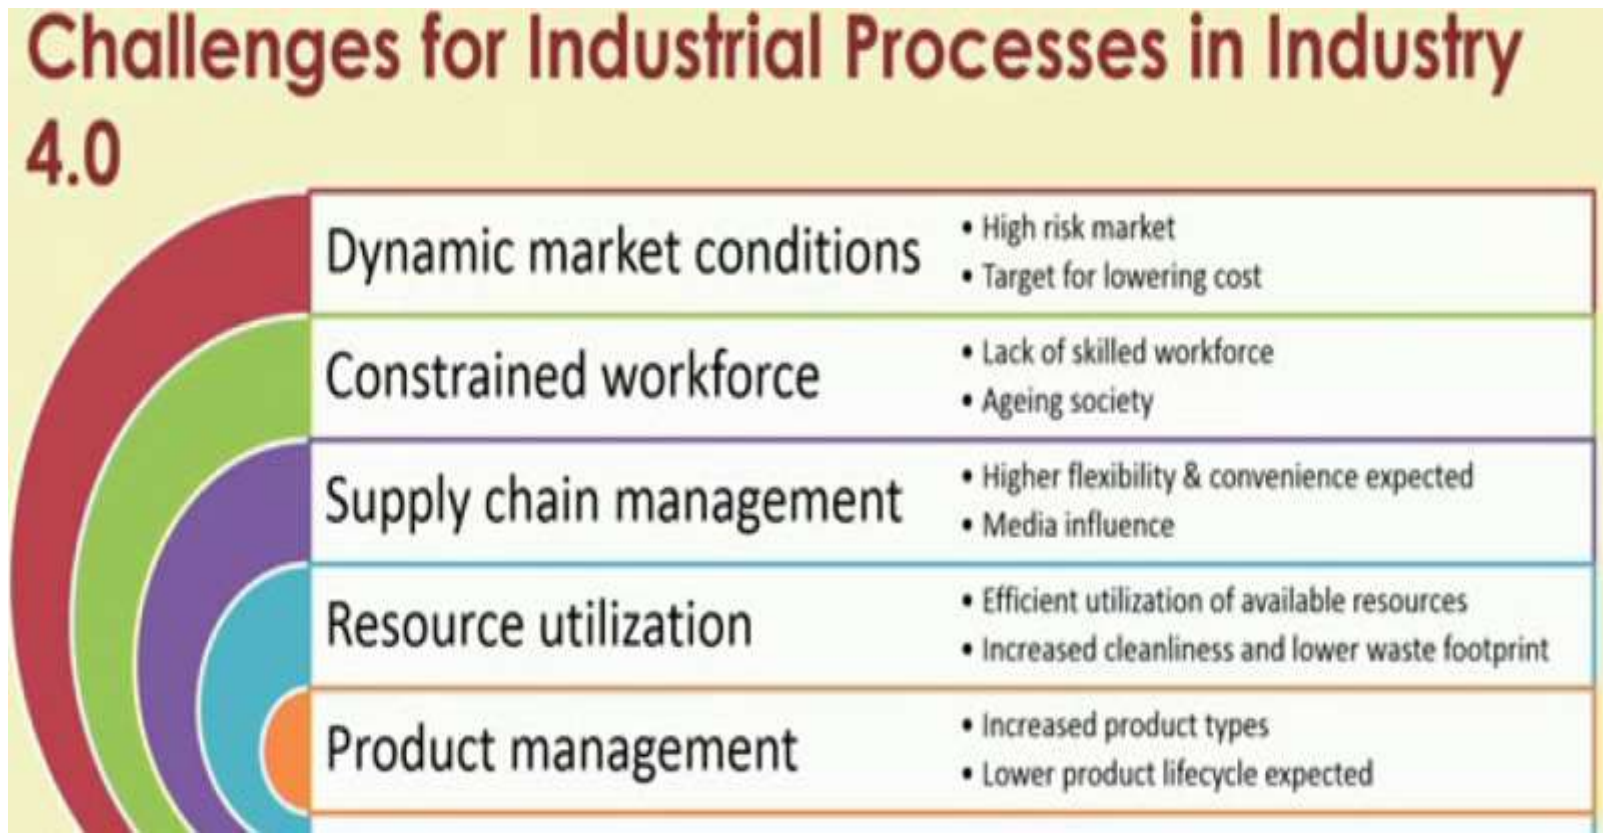 Challenges for Industrial Processes in Industry
4.0
Dynamic market conditions
• High risk market
• Target for lowering cost
Constrained workforce
• Lack of skilled workforce
• Ageing society
Supply chain management
• Higher flexibility & convenience expected
• Media influence
Resource utilization
• Efficient utilization of available resources
• Increased cleanliness and lower waste footprint
Product management
• Increased product types
• Lower product lifecycle expected